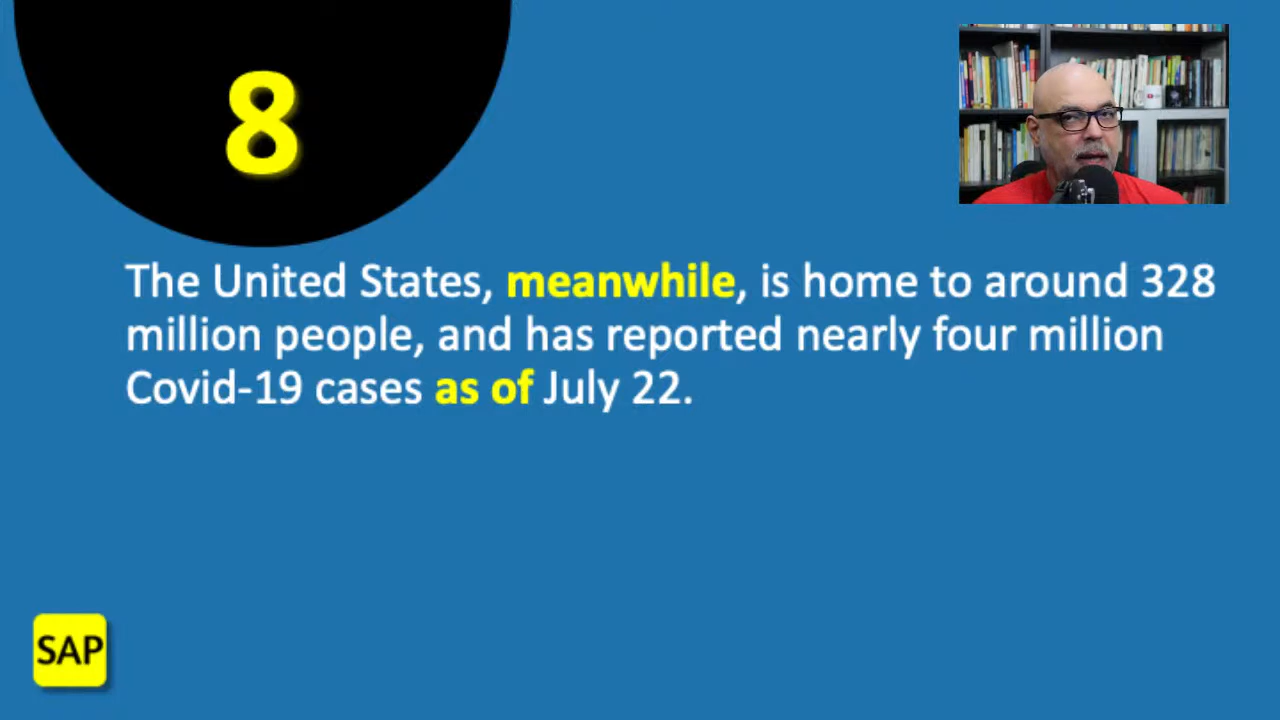 8
The United States, meanwhile, is home to around 328
million people, and has reported nearly four million
Covid-19 cases as of July 22.
SAP